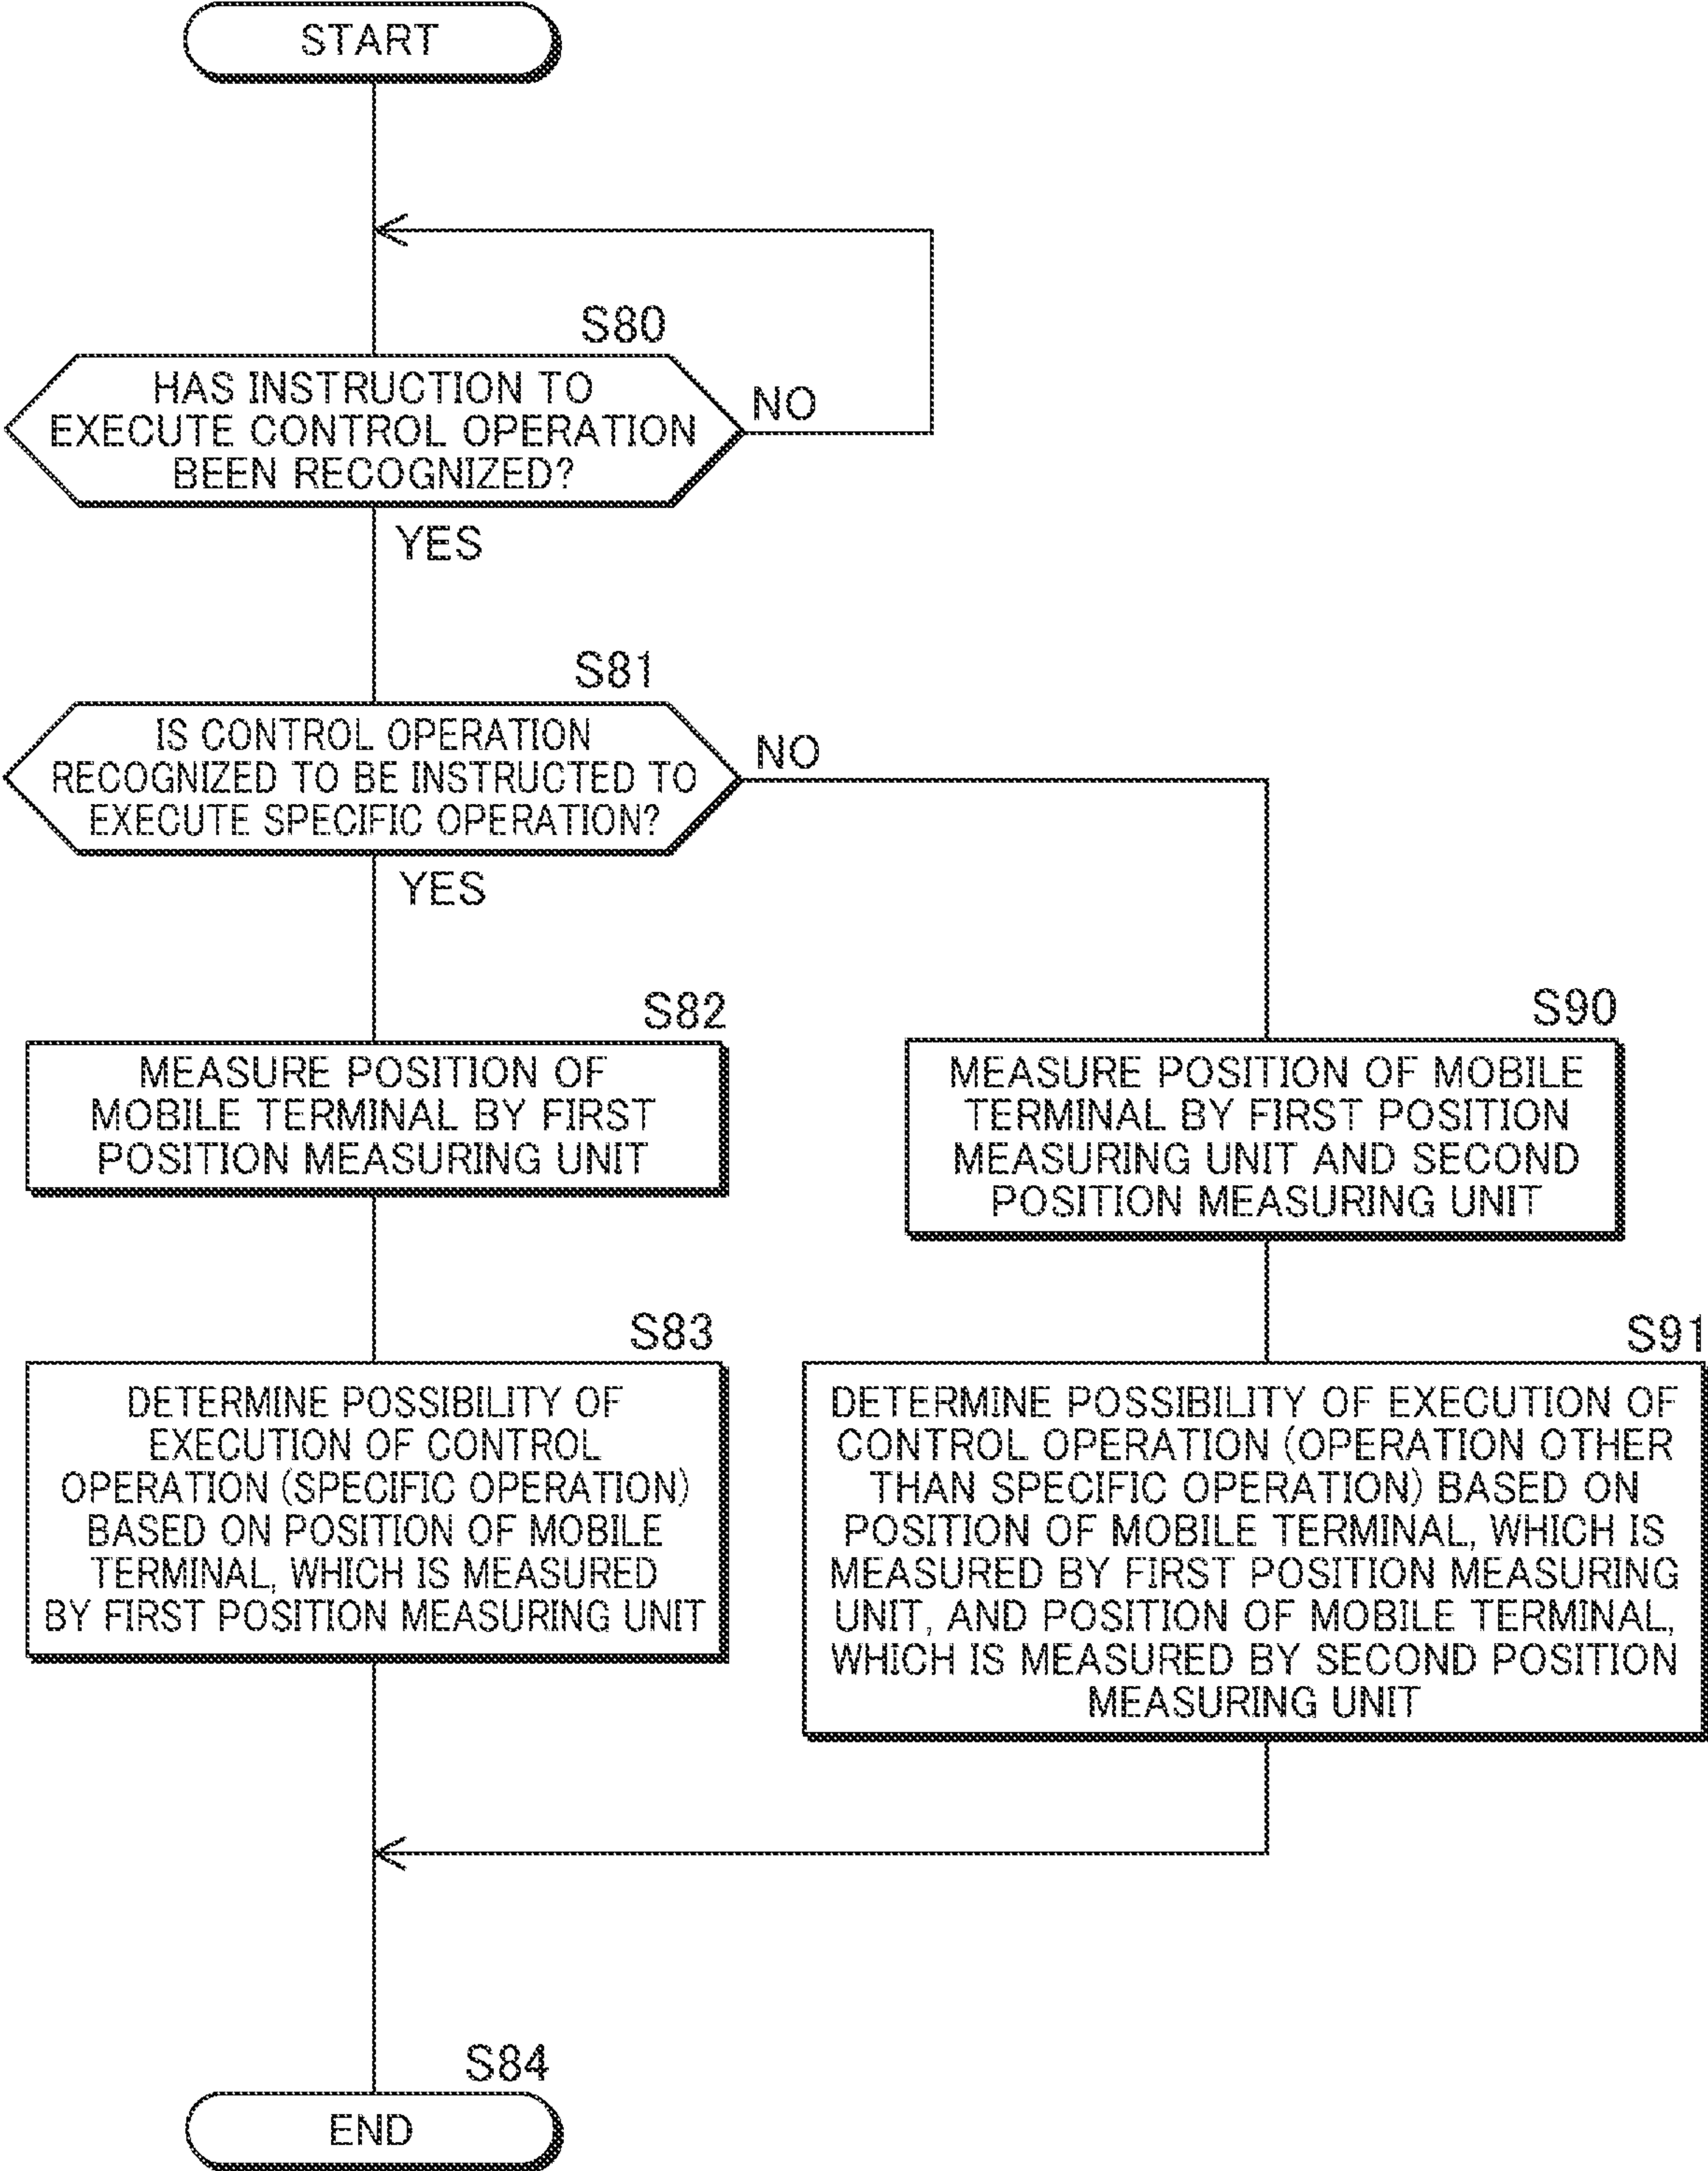 START
S80
HAS INSTRUCTION TO
EXECUTE CONTROL OPERATION
BEEN RECOGNIZED?
NO
YES
S81
IS CONTROL OPERATION
RECOGNIZED TO BE INSTRUCTED TO
EXECUTE SPECIFIC OPERATION?
NO
YES
S82
MEASURE POSITION OF
MOBILE TERMINAL BY FIRST
POSITION MEASURING UNIT
S90
MEASURE POSITION OF MOBILE
TERMINAL BY FIRST POSITION
MEASURING UNIT AND SECOND
POSITION MEASURING UNIT
S83
DETERMINE POSSIBILITY OF
EXECUTION OF CONTROL
OPERATION (SPECIFIC OPERATION)
BASED ON POSITION OF MOBILE
TERMINAL, WHICH IS MEASURED
BY FIRST POSITION MEASURING UNIT
S91
DETERMINE POSSIBILITY OF EXECUTION OF
CONTROL OPERATION (OPERATION OTHER
THAN SPECIFIC OPERATION) BASED ON
POSITION OF MOBILE TERMINAL, WHICH IS
MEASURED BY FIRST POSITION MEASURING
UNIT, AND POSITION OF MOBILE TERMINAL,
WHICH IS MEASURED BY SECOND POSITION
MEASURING UNIT
S84
END